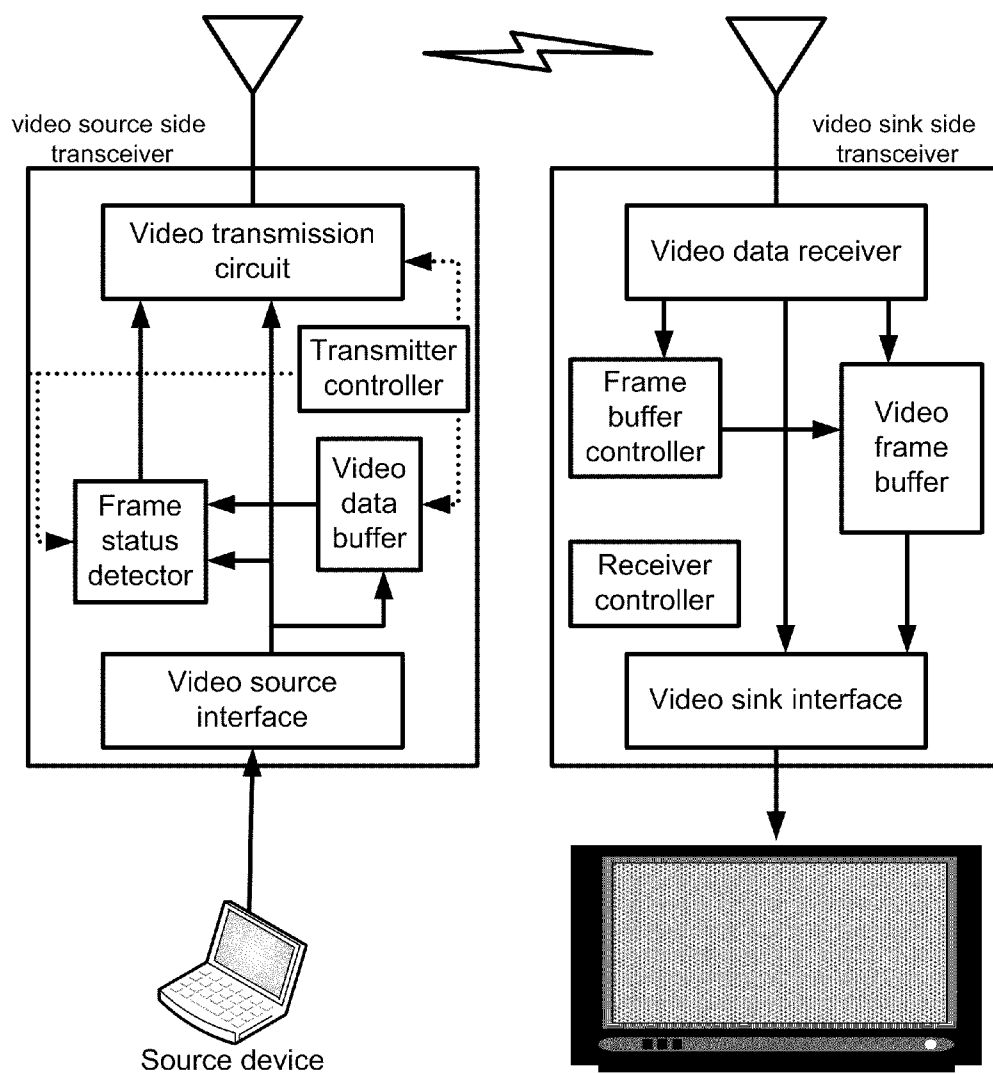 video source side
transceiver
Video transmission
circuit
Transmitter
controller
Video
data
buffer
Frame
status
detector
Video source
interface
Source device
video sink side
transceiver
Video data receiver
Frame
buffer
controller
Video
frame
buffer
Receiver
controller
Video sink interface